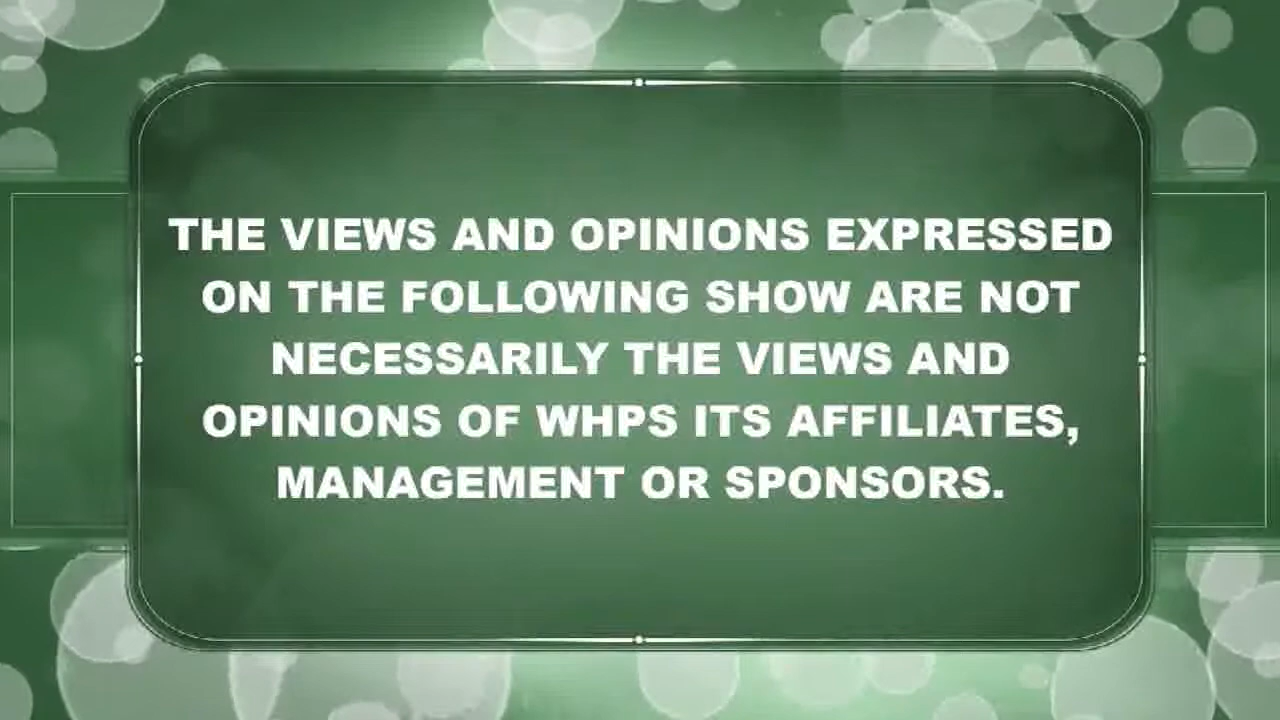 THE VIEWS AND OPINIONS EXPRESSED
ON THE FOLLOWING SHOW ARE NOT
NECESSARILY THE VIEWS AND
OPINIONS OF WHPS ITS AFFILIATES,
MANAGEMENT OR SPONSORS.